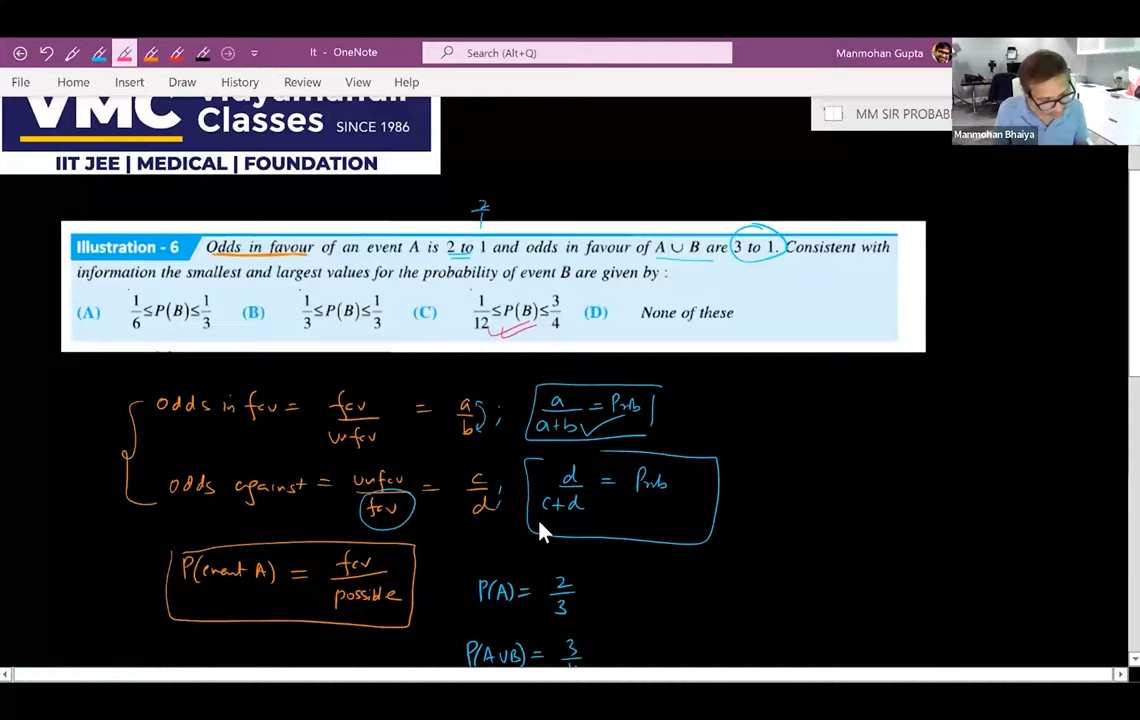 It - OneNote
Search (Alt+Q)
Manmohan Gupta
File Home Insert Draw History Review View Help
VMC Vidyamandir Classes SINCE 1986
IIT JEE | MEDICAL | FOUNDATION
MM SIR PROBAB
Manmohan Bhaiya
2/1
Illustration - 6 Odds in favour of an event A is 2 to 1 and odds in favour of A ∪ B are 3 to 1. Consistent with
information the smallest and largest values for the probability of event B are given by :
(A) 1/6 ≤ P(B) ≤ 1/3 (B) 1/3 ≤ P(B) ≤ 1/3 (C) 1/12 ≤ P(B) ≤ 3/4 (D) None of these
odds in fav = fav/unfav = a/b ; a/a+b = Prob
odds against = unfav/fav = c/d ; d/c+d = Prob
P(event A) = fav/possible
P(A) = 2/3
P(A∪B) = 3/4